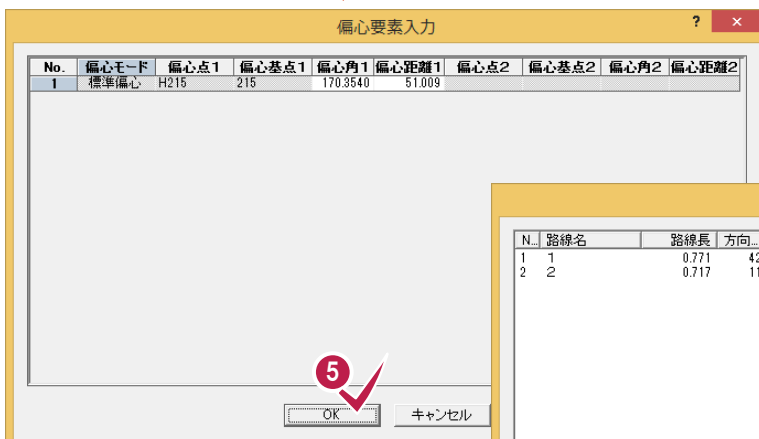 偏心要素入力 ? ×
No. 偏心モード 偏心点1 偏心基点1 偏心角1 偏心距離1 偏心点2 偏心基点2 偏心角2 偏心距離2
1 標準偏心 H215 215 170.3540 51.009
N... 路線名 路線長 方向...
1 1 0.771 42
2 2 0.717 11
5
OK キャンセル